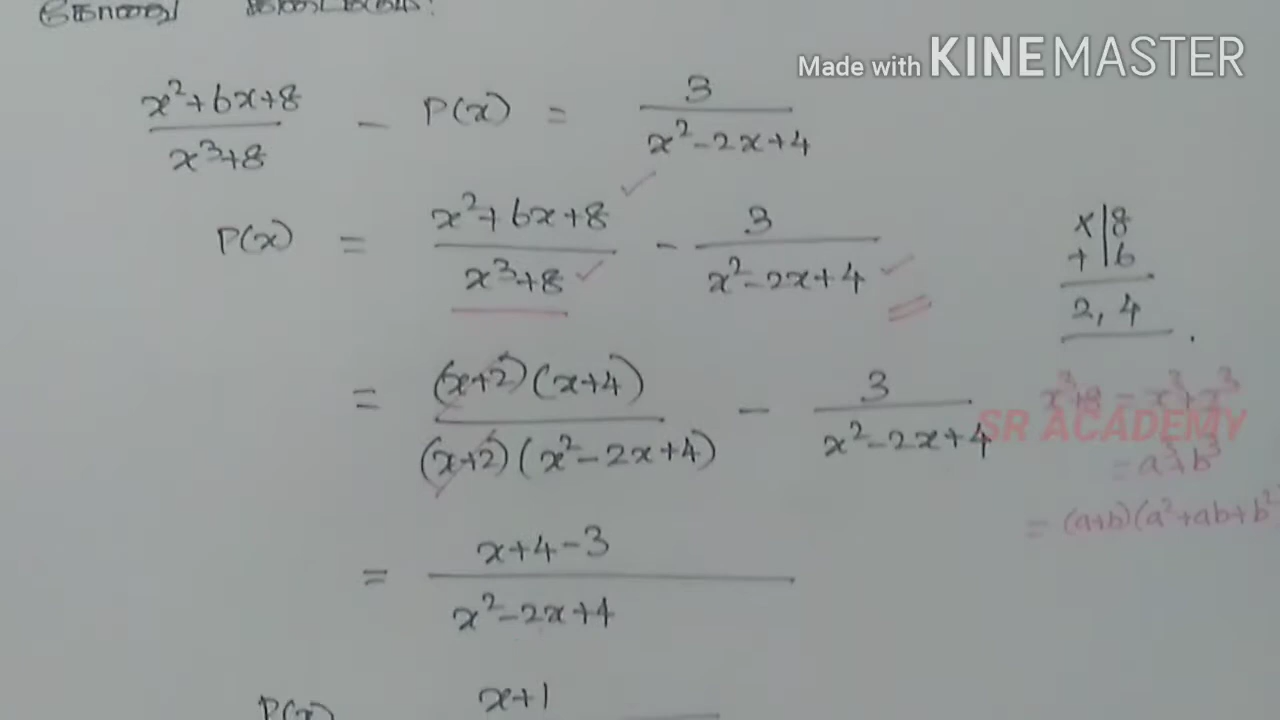 Made with KINEMASTER
x²+6x+8 / x³+8 - P(x) = 3 / x²-2x+4
P(x) = x²+6x+8 / x³+8 - 3 / x²-2x+4
x|8
+|6
2, 4
= (x+2)(x+4) / (x+2)(x²-2x+4) - 3 / x²-2x+4
SR ACADEMY
= a³+b³
= (a+b)(a²+ab+b²
= x+4-3 / x²-2x+4
P(x) x+1